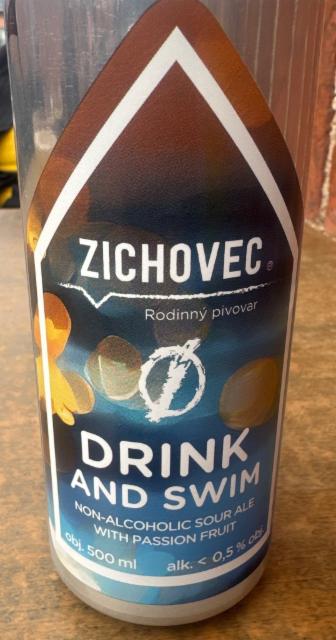 ZICHOVEC®
Rodinný pivovar
DRINK
AND SWIM
NON-ALCOHOLIC SOUR ALE
WITH PASSION FRUIT
obj. 500 ml alk. < 0,5 % obj.